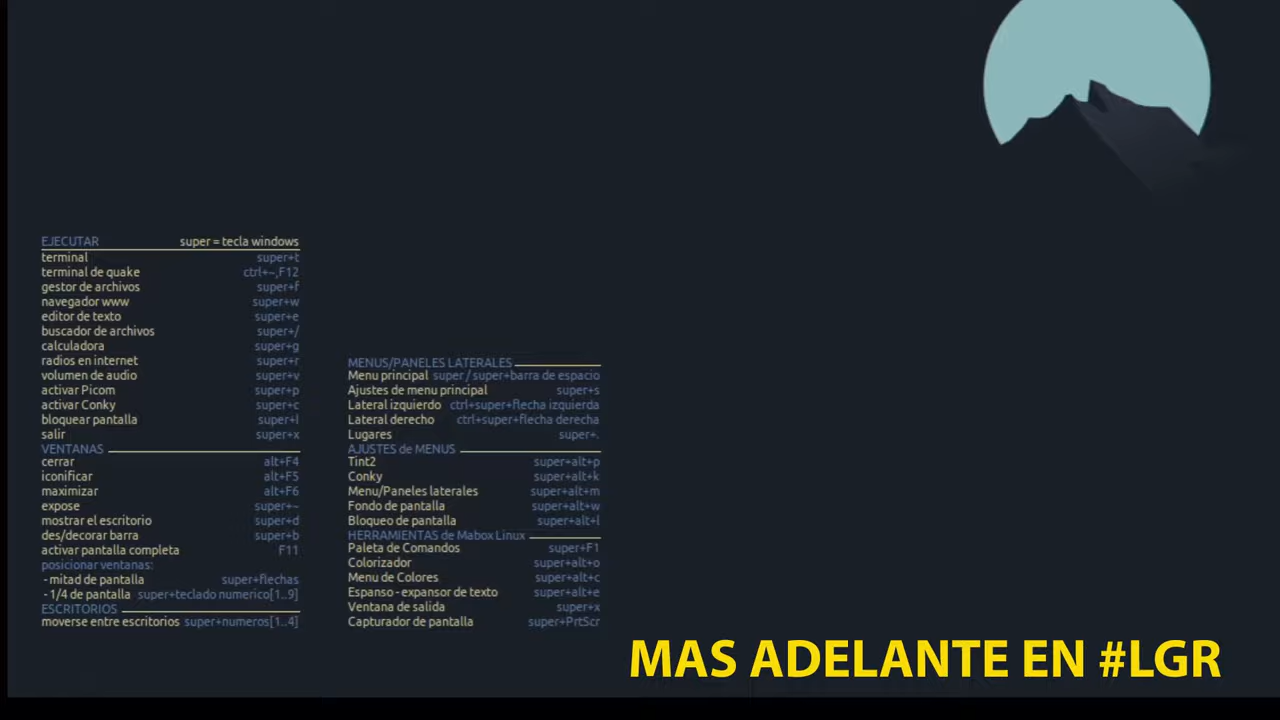 EJECUTAR super = tecla windows
terminal super+t
terminal de quake ctrl+~,F12
gestor de archivos super+f
navegador www super+w
editor de texto super+e
buscador de archivos super+/
calculadora super+g
radios en internet super+r
volumen de audio super+v
activar Picom super+p
activar Conky super+c
bloquear pantalla super+l
salir super+x
VENTANAS
cerrar alt+F4
iconificar alt+F5
maximizar alt+F6
expose super+~
mostrar el escritorio super+d
des/decorar barra super+b
activar pantalla completa F11
posicionar ventanas:
- mitad de pantalla super+flechas
- 1/4 de pantalla super+teclado numerico[1..9]
ESCRITORIOS
moverse entre escritorios super+numeros[1..4]
MENUS/PANELES LATERALES
Menu principal super / super+barra de espacio
Ajustes de menu principal super+s
Lateral izquierdo ctrl+super+flecha izquierda
Lateral derecho ctrl+super+flecha derecha
Lugares super+.
AJUSTES de MENUS
Tint2 super+alt+p
Conky super+alt+k
Menu/Paneles laterales super+alt+m
Fondo de pantalla super+alt+w
Bloqueo de pantalla super+alt+l
HERRAMIENTAS de Mabox Linux
Paleta de Comandos super+F1
Colorizador super+alt+o
Menu de Colores super+alt+c
Espanso - expansor de texto super+alt+e
Ventana de salida super+x
Capturador de pantalla super+PrtScr
MAS ADELANTE EN #LGR